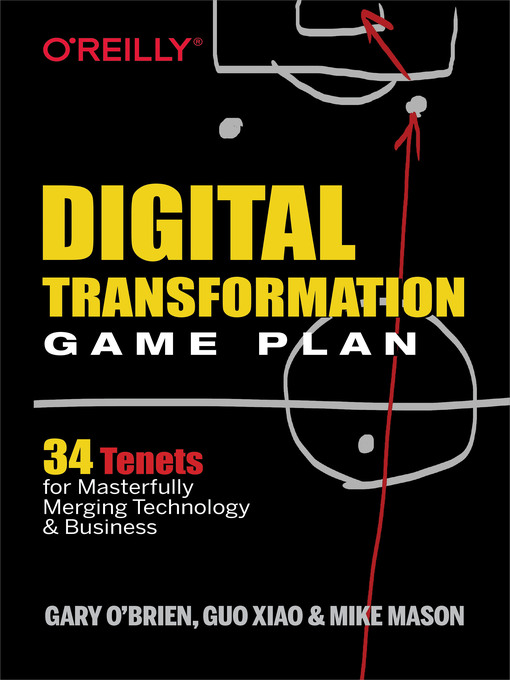 O'REILLY®
DIGITAL
TRANSFORMATION
GAME PLAN
34 Tenets
for Masterfully
Merging Technology
& Business
GARY O'BRIEN, GUO XIAO & MIKE MASON